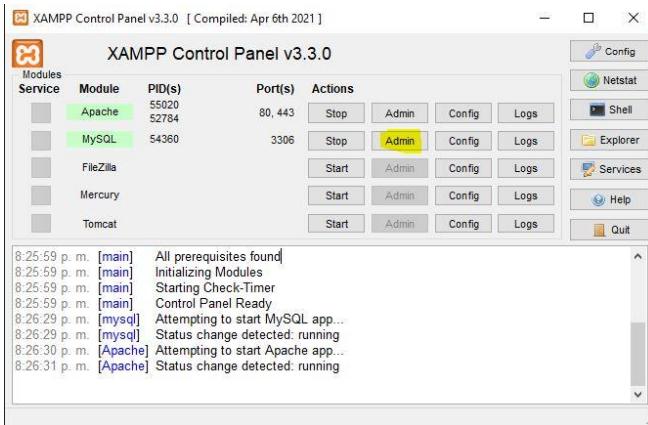 XAMPP Control Panel v3.3.0 [ Compiled: Apr 6th 2021 ]
XAMPP Control Panel v3.3.0
Config
Modules
Service Module PID(s) Port(s) Actions
Netstat
Apache 55020 52784 80, 443 Stop Admin Config Logs
Shell
MySQL 54360 3306 Stop Admin Config Logs
Explorer
FileZilla Start Admin Config Logs
Services
Mercury Start Admin Config Logs
Help
Tomcat Start Admin Config Logs
Quit
8:25:59 p. m. [main] All prerequisites found
8:25:59 p. m. [main] Initializing Modules
8:25:59 p. m. [main] Starting Check-Timer
8:25:59 p. m. [main] Control Panel Ready
8:26:29 p. m. [mysql] Attempting to start MySQL app...
8:26:29 p. m. [mysql] Status change detected: running
8:26:30 p. m. [Apache] Attempting to start Apache app...
8:26:31 p. m. [Apache] Status change detected: running